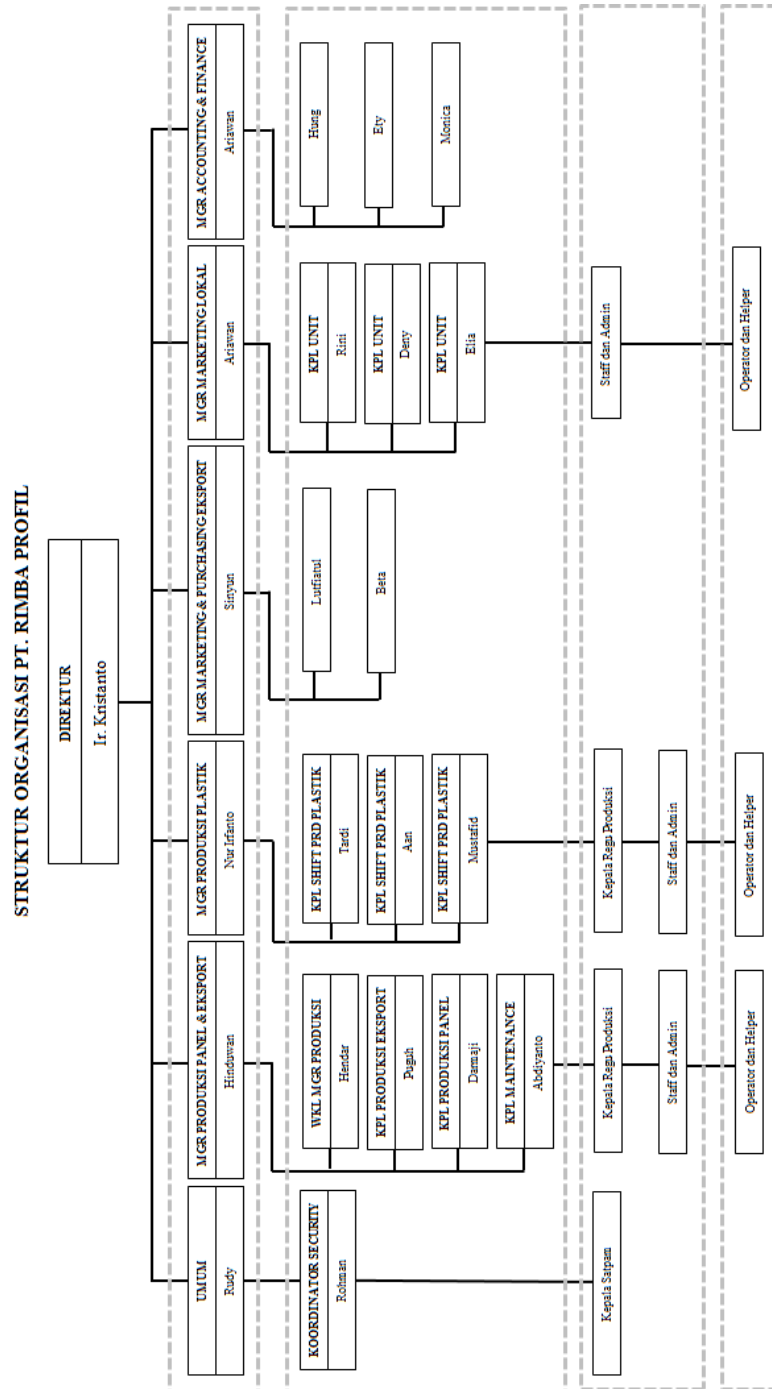 STRUKTUR ORGANISASI PT. RIMBA PROFIL
DIREKTUR
Ir. Kristanto
UMUM
Rudy
MGR PRODUKSI PANEL & EKSPORT
Hinduwan
MGR PRODUKSI PLASTIK
Nur Irfanto
MGR MARKETING & PURCHASING EKSPORT
Sinyun
MGR MARKETING LOKAL
Ariawan
MGR ACCOUNTING & FINANCE
Ariawan
KOORDINATOR SECURITY
Rohman
WKL MGR PRODUKSI
Hendar
KPL PRODUKSI EKSPORT
Puguh
KPL PRODUKSI PANEL
Darmaji
KPL MAINTENANCE
Abdiyanto
KPL SHIFT PRD PLASTIK
Tardi
KPL SHIFT PRD PLASTIK
Aan
KPL SHIFT PRD PLASTIK
Mustafid
Lutfiatul
Beta
KPL UNIT
Rini
KPL UNIT
Deny
KPL UNIT
Elia
Hung
Ety
Monica
Kepala Satpam
Kepala Regu Produksi
Staff dan Admin
Kepala Regu Produksi
Staff dan Admin
Staff dan Admin
Operator dan Helper
Operator dan Helper
Operator dan Helper